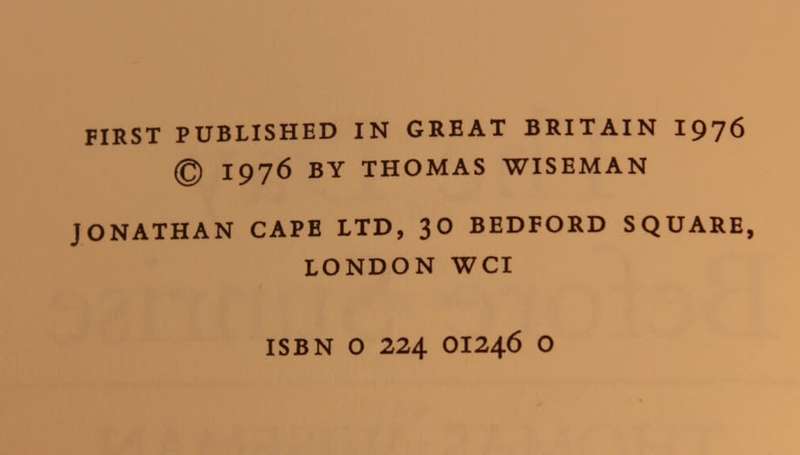 FIRST PUBLISHED IN GREAT BRITAIN 1976
© 1976 BY THOMAS WISEMAN
JONATHAN CAPE LTD, 30 BEDFORD SQUARE,
LONDON WC1
ISBN 0 224 01246 0